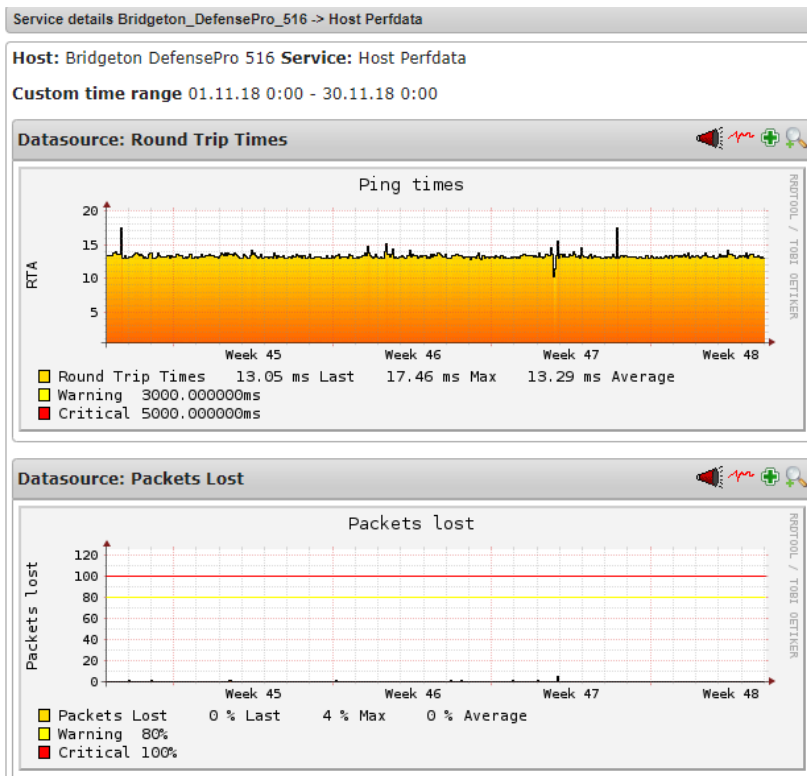 Service details Bridgeton_DefensePro_516 -> Host Perfdata
Host: Bridgeton DefensePro 516 Service: Host Perfdata
Custom time range 01.11.18 0:00 - 30.11.18 0:00
Datasource: Round Trip Times
Ping times
RRDTOOL / TOBI OETIKER
RTA
20
15
10
5
Week 45 Week 46 Week 47 Week 48
Round Trip Times 13.05 ms Last 17.46 ms Max 13.29 ms Average
Warning 3000.000000ms
Critical 5000.000000ms
Datasource: Packets Lost
Packets lost
RRDTOOL / TOBI OETIKER
Packets lost
120
100
80
60
40
20
0
Week 45 Week 46 Week 47 Week 48
Packets Lost 0 % Last 4 % Max 0 % Average
Warning 80%
Critical 100%